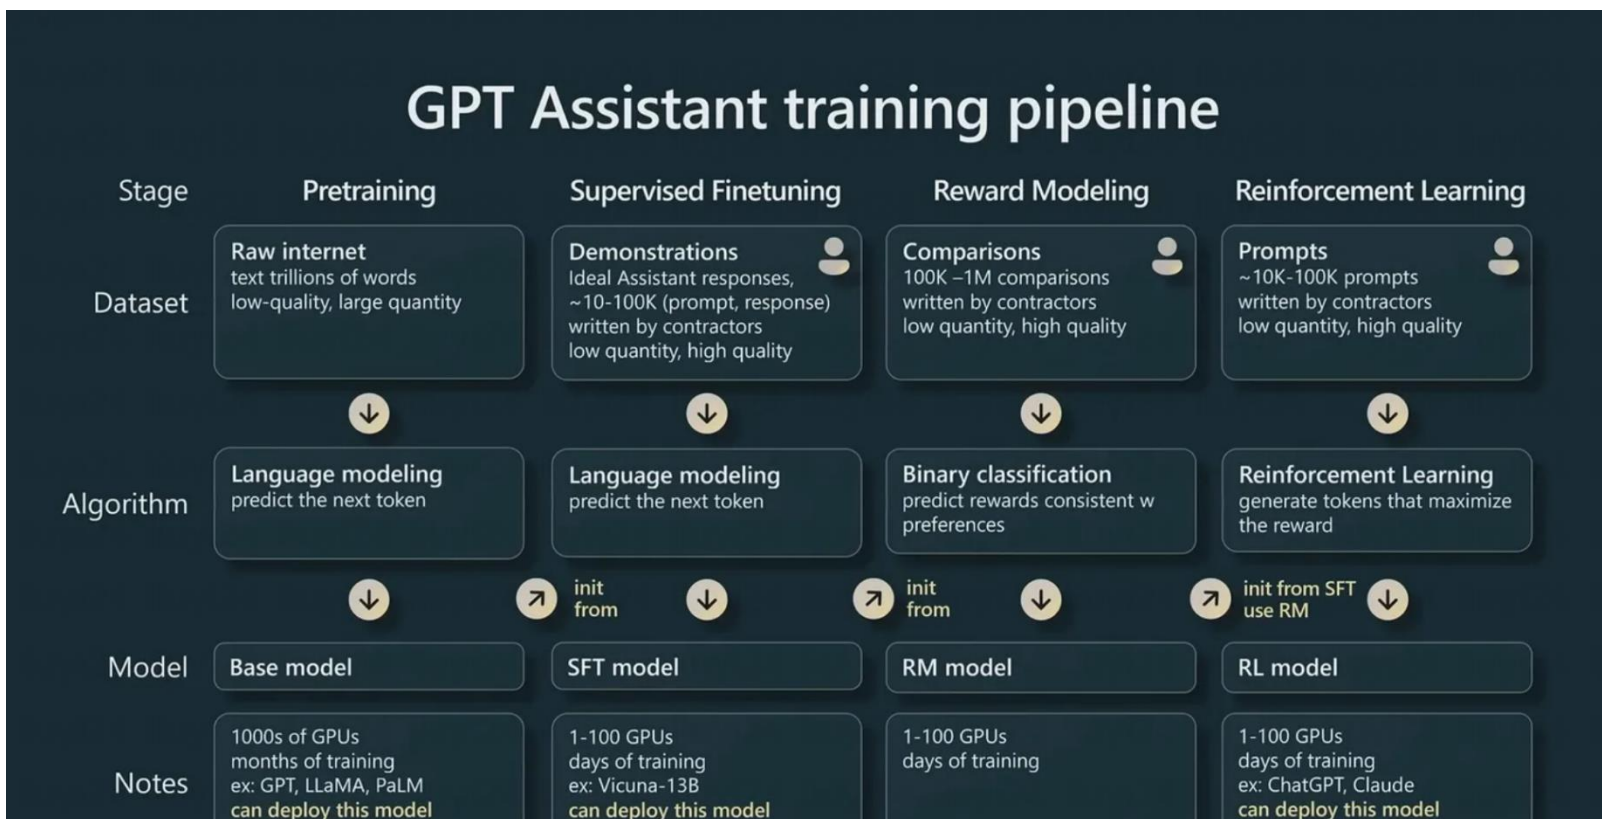 GPT Assistant training pipeline
Stage
Pretraining
Supervised Finetuning
Reward Modeling
Reinforcement Learning
Dataset
Raw internet
text trillions of words
low-quality, large quantity
Demonstrations
Ideal Assistant responses,
~10-100K (prompt, response)
written by contractors
low quantity, high quality
Comparisons
100K –1M comparisons
written by contractors
low quantity, high quality
Prompts
~10K-100K prompts
written by contractors
low quantity, high quality
Algorithm
Language modeling
predict the next token
Language modeling
predict the next token
Binary classification
predict rewards consistent w
preferences
Reinforcement Learning
generate tokens that maximize
the reward
init
from
init
from
init from SFT
use RM
Model
Base model
SFT model
RM model
RL model
Notes
1000s of GPUs
months of training
ex: GPT, LLaMA, PaLM
can deploy this model
1-100 GPUs
days of training
ex: Vicuna-13B
can deploy this model
1-100 GPUs
days of training
1-100 GPUs
days of training
ex: ChatGPT, Claude
can deploy this model